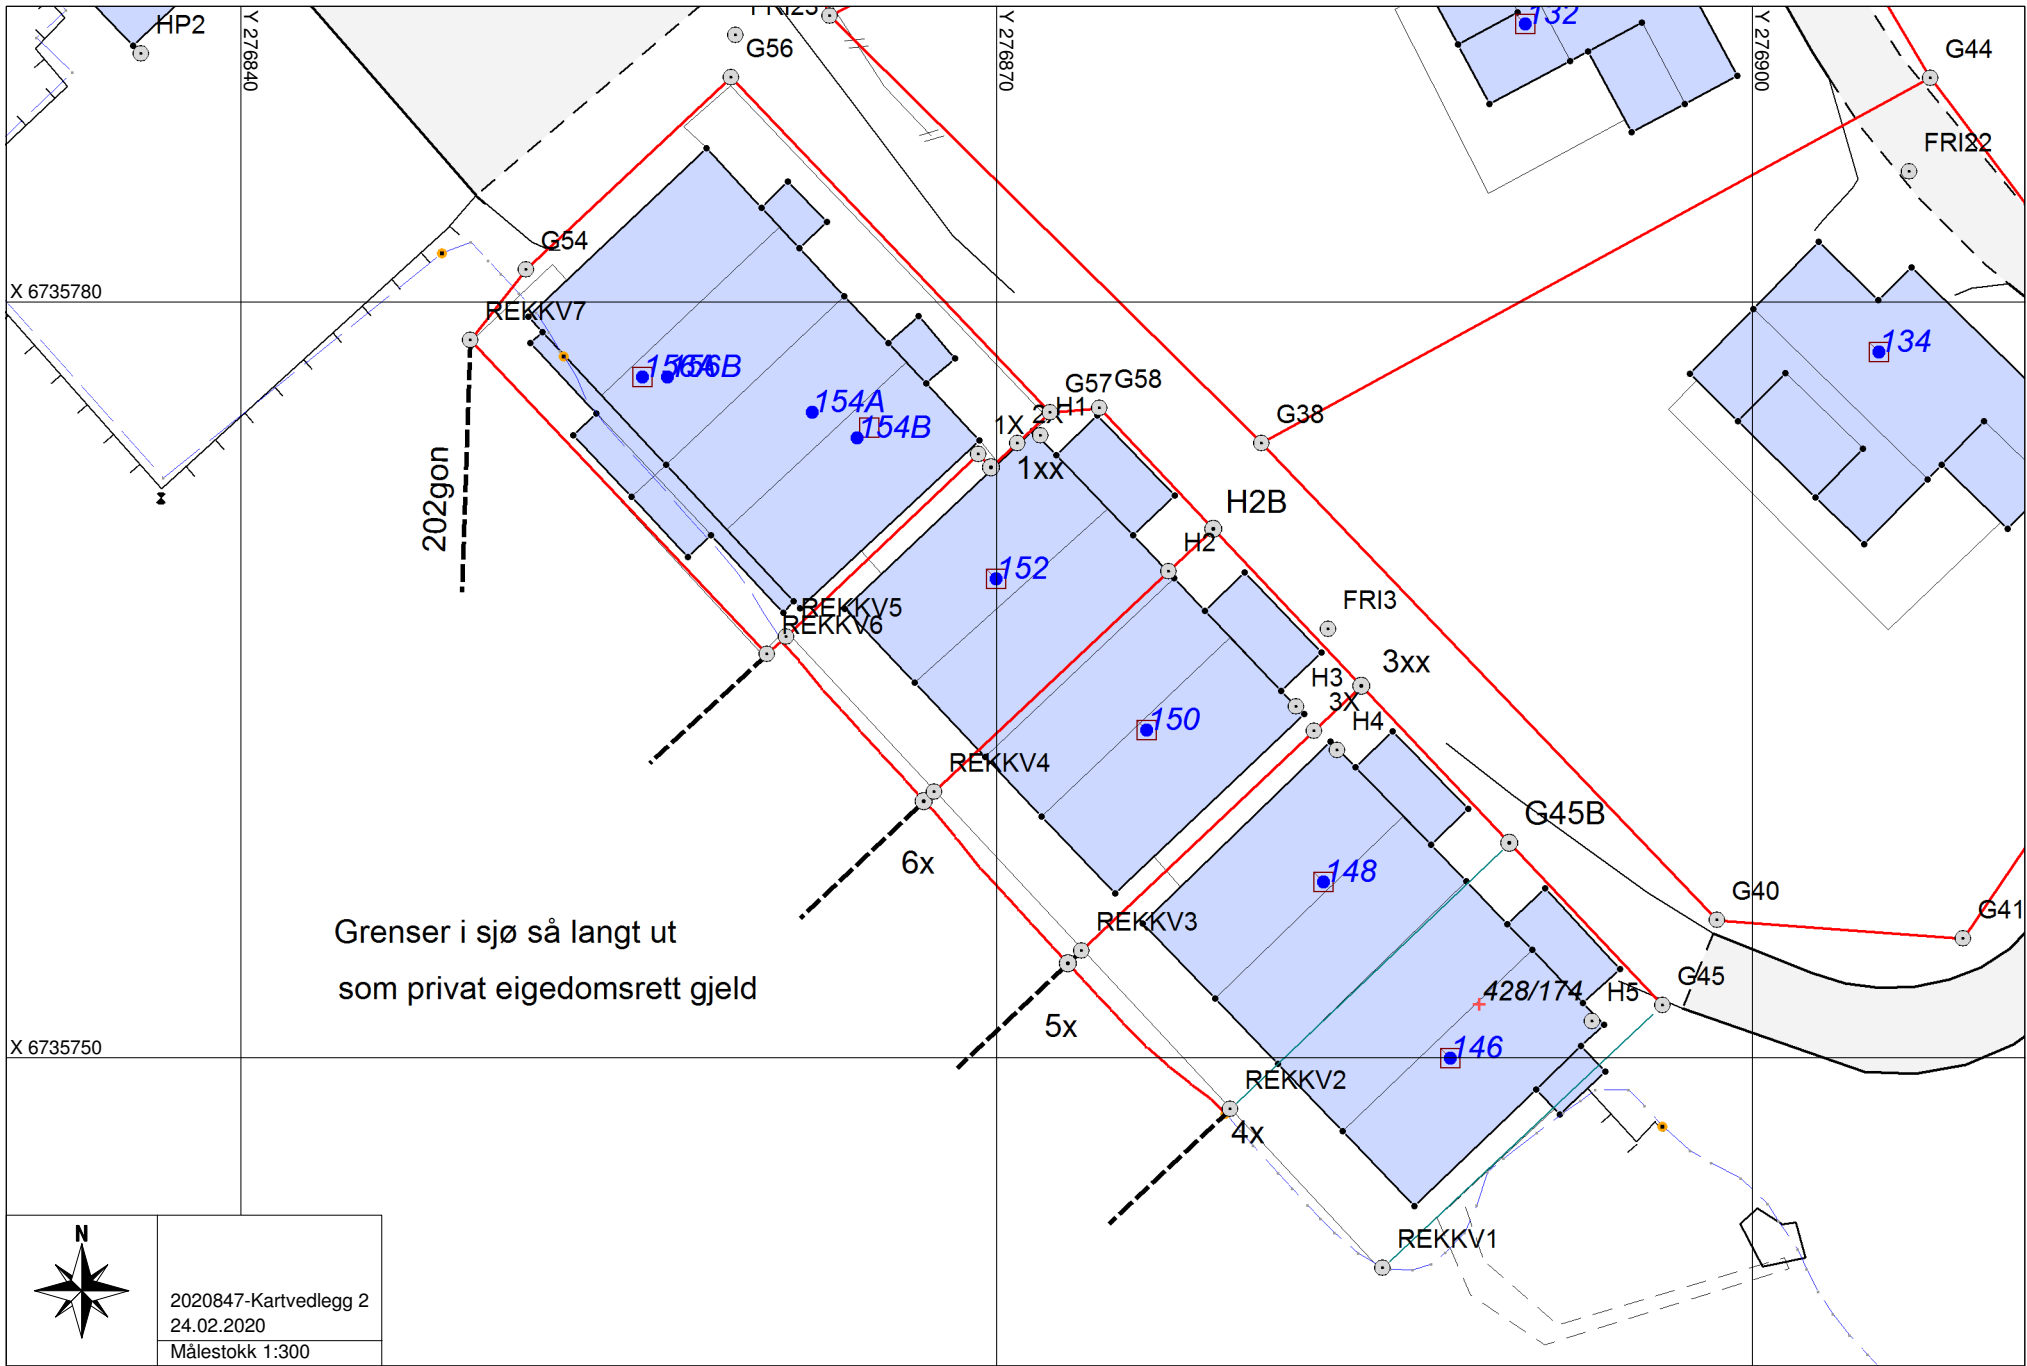 HP2
Y 276840
FRI23
G56
Y 276870
132
Y 276900
G44
FRI22
G54
X 6735780
REKKV7
134
156A
156B
154A
154B
G57
G58
H1
2X
1X
1xx
G38
202gon
H2B
H2
152
FRI3
REKKV5
REKKV6
3xx
H3
3X
H4
150
REKKV4
G45B
6x
148
G40
G41
REKKV3
Grenser i sjø så langt ut
som privat eigedomsrett gjeld
G45
H5
428/174
5x
X 6735750
146
REKKV2
4x
REKKV1
N
2020847-Kartvedlegg 2
24.02.2020
Målestokk 1:300